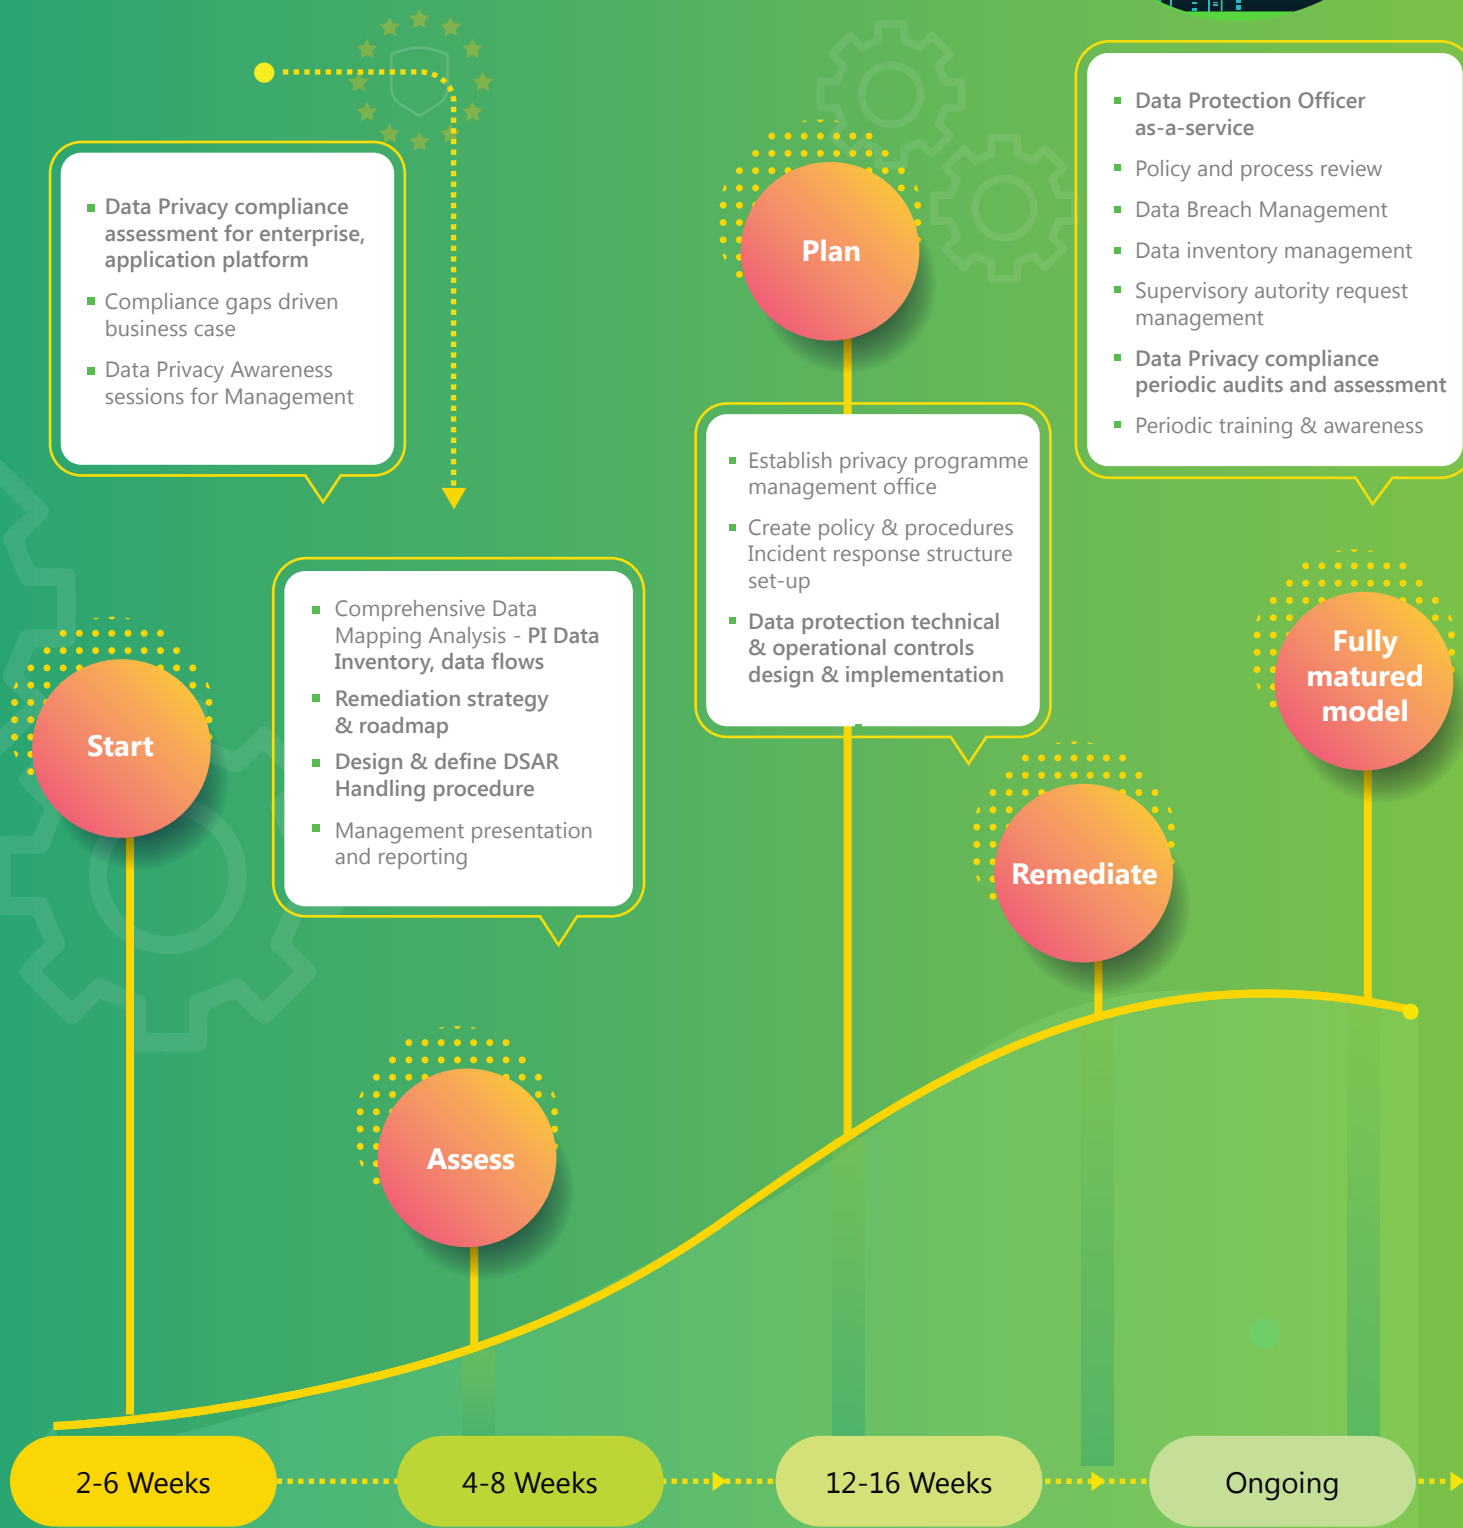 Data Privacy compliance
assessment for enterprise,
application platform
Compliance gaps driven
business case
Data Privacy Awareness
sessions for Management
Start
Comprehensive Data
Mapping Analysis - PI Data
Inventory, data flows
Remediation strategy
& roadmap
Design & define DSAR
Handling procedure
Management presentation
and reporting
Assess
Plan
Establish privacy programme
management office
Create policy & procedures
Incident response structure
set-up
Data protection technical
& operational controls
design & implementation
Remediate
Data Protection Officer
as-a-service
Policy and process review
Data Breach Management
Data inventory management
Supervisory autority request
management
Data Privacy compliance
periodic audits and assessment
Periodic training & awareness
Fully
matured
model
2-6 Weeks
4-8 Weeks
12-16 Weeks
Ongoing